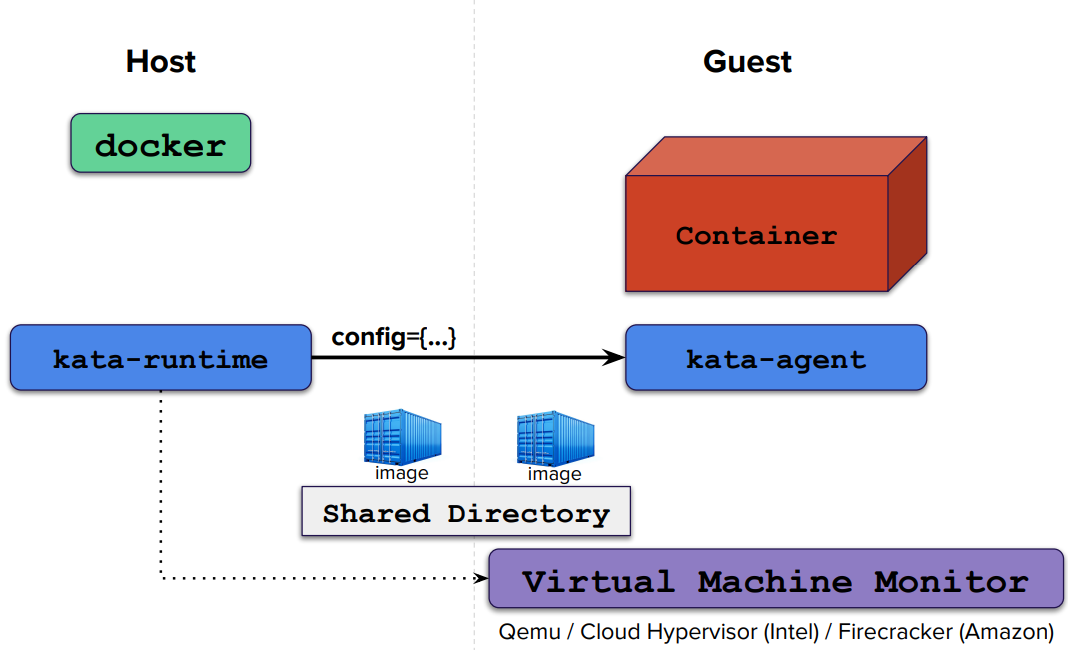 Host
Guest
docker
Container
kata-runtime
config={...}
kata-agent
image
image
Shared Directory
Virtual Machine Monitor
Qemu / Cloud Hypervisor (Intel) / Firecracker (Amazon)